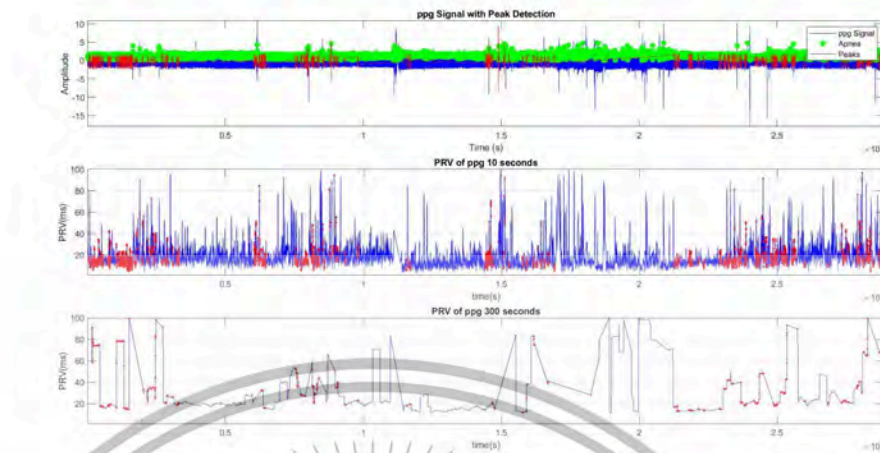 ppg Signal with Peak Detection
10
5
0
-5
-10
-15
Amplitude
ppg Signal
Apnea
Peaks
0.5
1
1.5
2
2.5
Time (s)
PRV of ppg 10 seconds
100
80
60
40
20
PRV(ms)
0.5
1
1.5
2
2.5
time(s)
PRV of ppg 300 seconds
100
80
60
40
20
PRV(ms)
0.5
1
1.5
2
2.5
time(s)